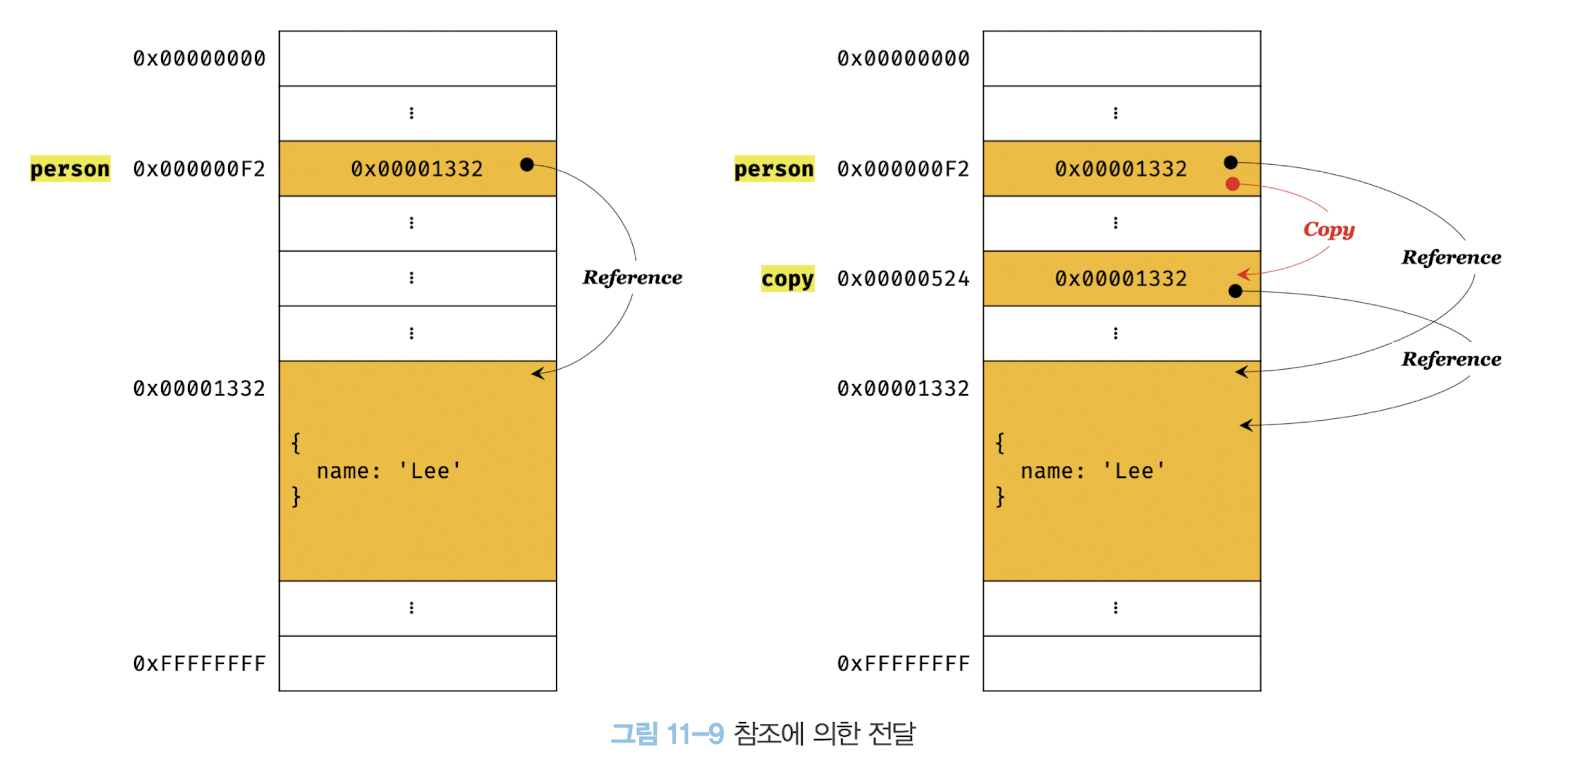 0x00000000
⋮
person 0x000000F2 0x00001332
⋮
⋮
Reference
⋮
0x00001332
{
name: 'Lee'
}
⋮
0xFFFFFFFF
0x00000000
⋮
person 0x000000F2 0x00001332
⋮
Copy
Reference
copy 0x00000524 0x00001332
⋮
Reference
0x00001332
{
name: 'Lee'
}
⋮
0xFFFFFFFF
그림 11-9 참조에 의한 전달